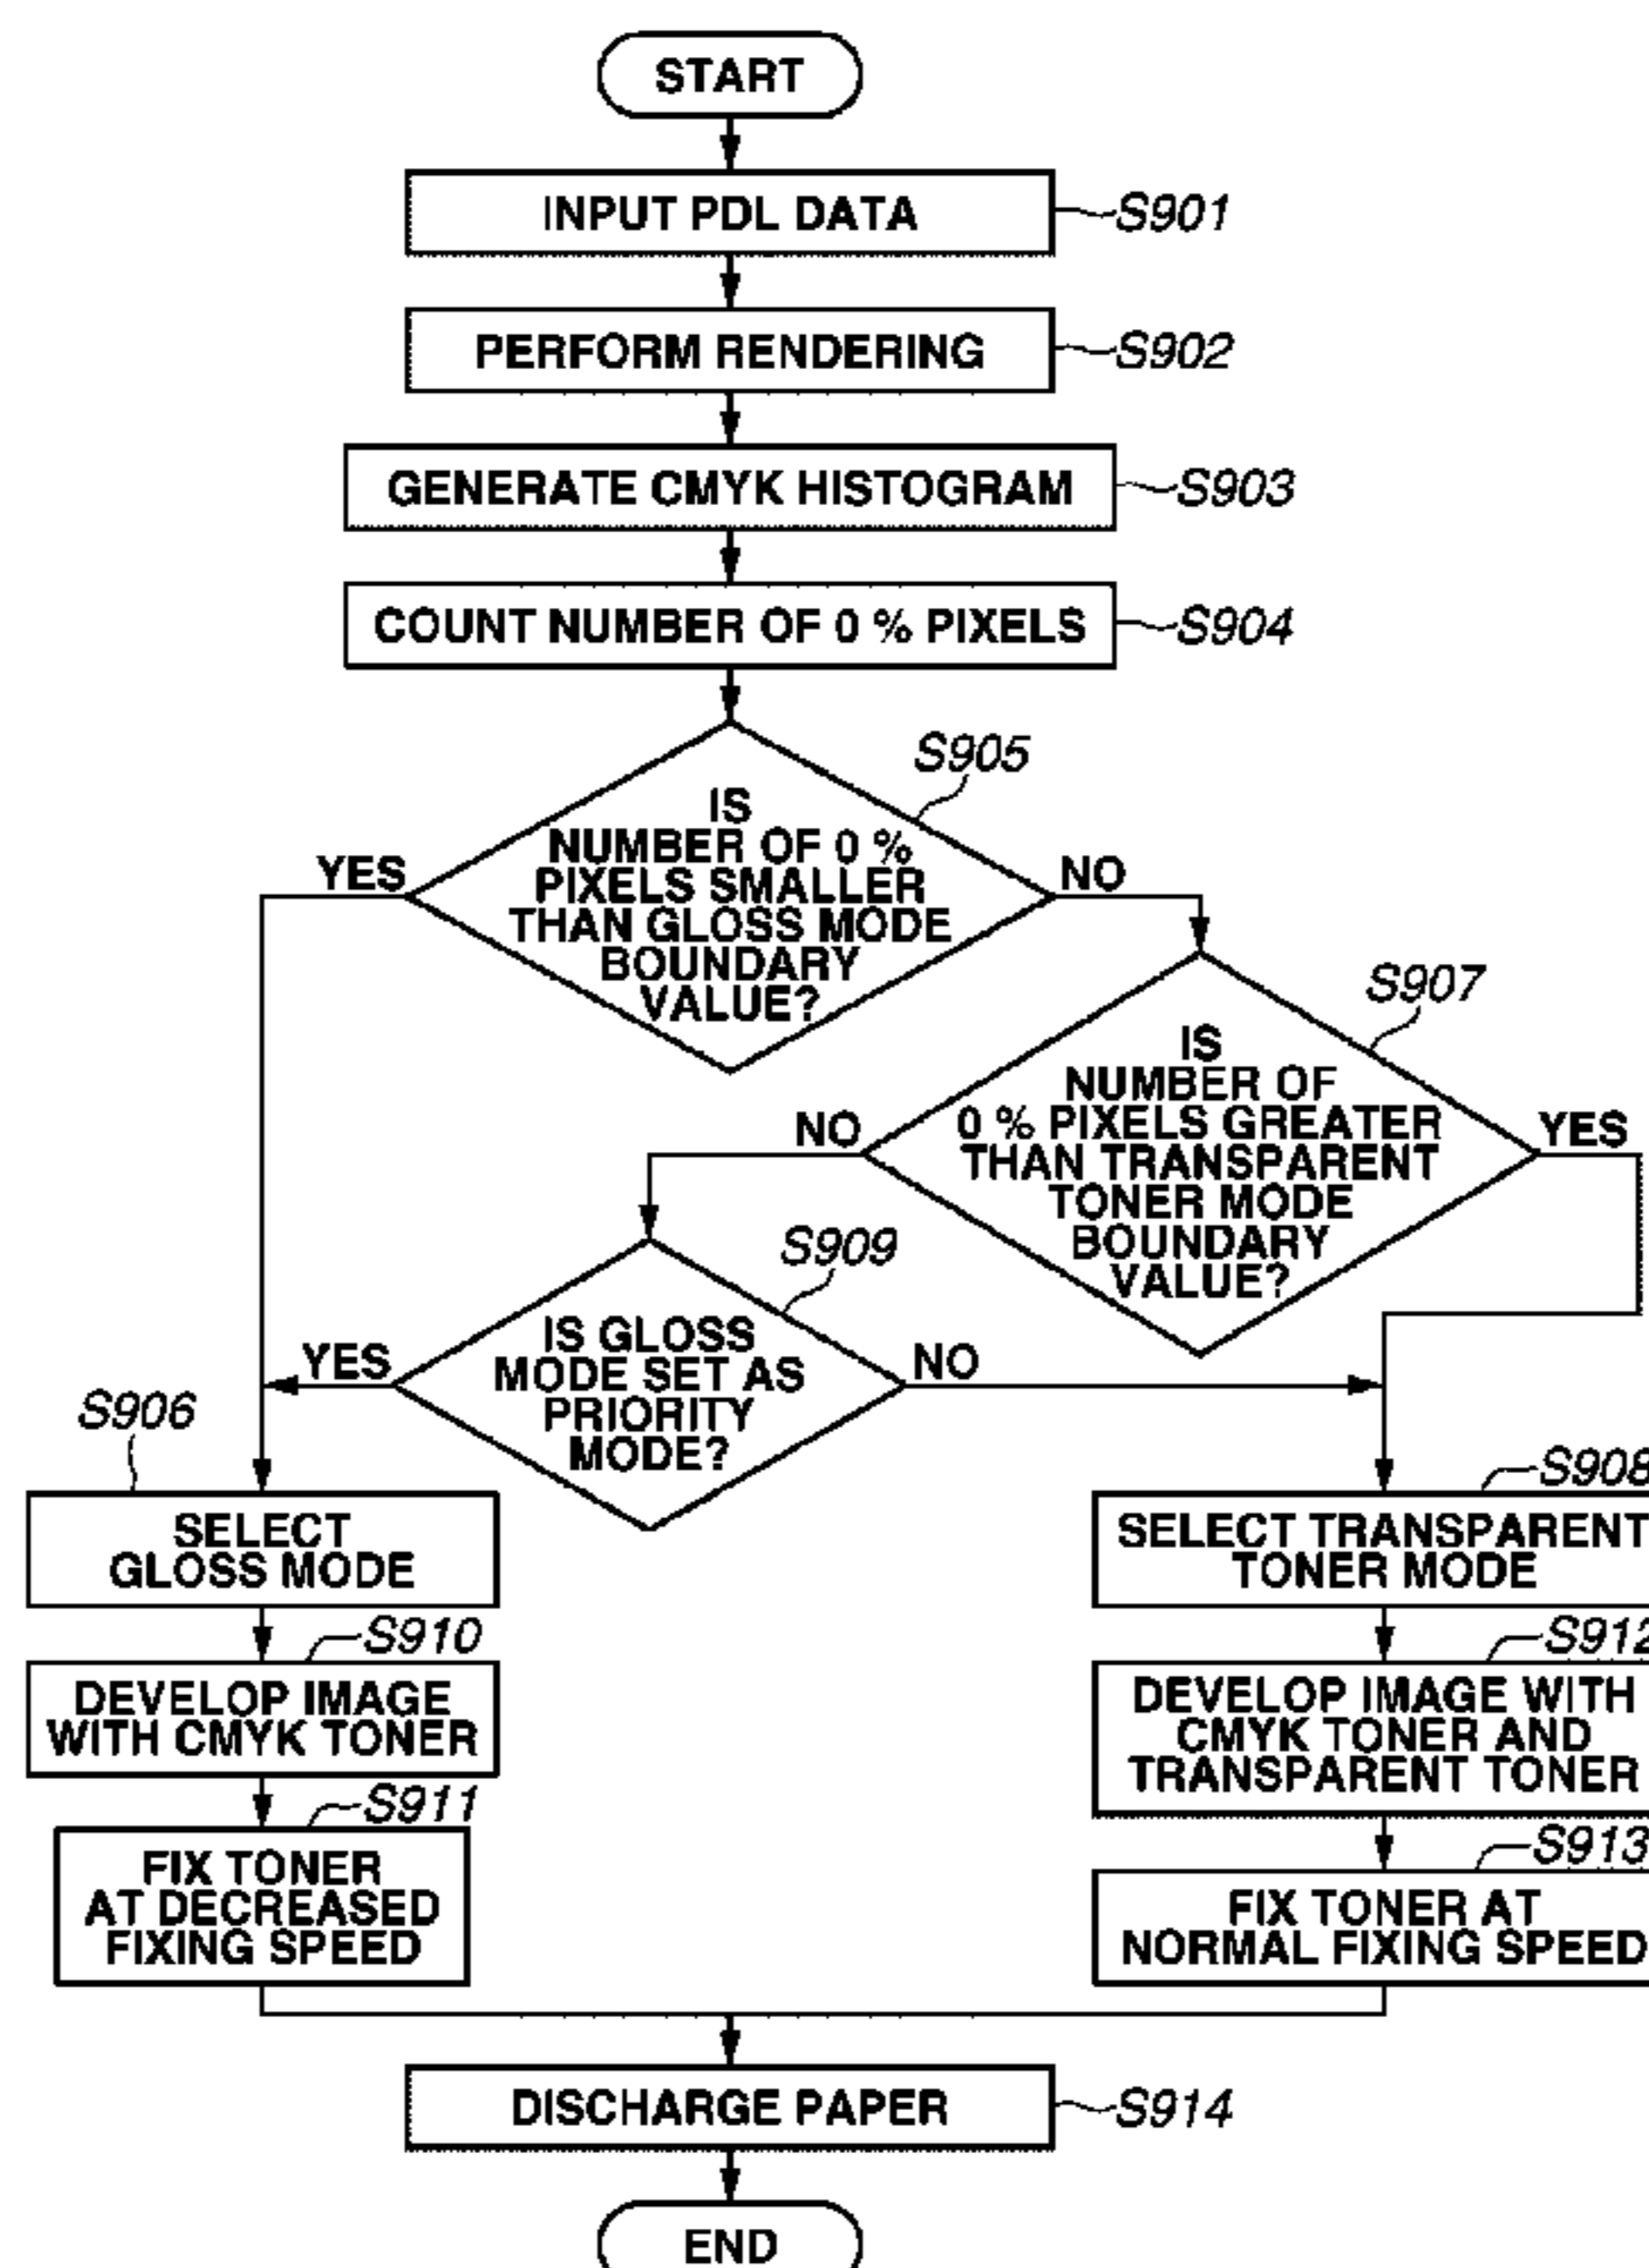 START
INPUT PDL DATA
S901
PERFORM RENDERING
S902
GENERATE CMYK HISTOGRAM
S903
COUNT NUMBER OF 0 % PIXELS
S904
S905
IS
NUMBER OF 0 %
PIXELS SMALLER
THAN GLOSS MODE
BOUNDARY
VALUE?
YES
NO
S907
IS
NUMBER OF
0 % PIXELS GREATER
THAN TRANSPARENT
TONER MODE
BOUNDARY
VALUE?
NO
YES
S909
IS GLOSS
MODE SET AS
PRIORITY
MODE?
YES
NO
S906
SELECT
GLOSS MODE
S908
SELECT TRANSPARENT
TONER MODE
S910
DEVELOP IMAGE
WITH CMYK TONER
S912
DEVELOP IMAGE WITH
CMYK TONER AND
TRANSPARENT TONER
S911
FIX TONER
AT DECREASED
FIXING SPEED
S913
FIX TONER AT
NORMAL FIXING SPEED
DISCHARGE PAPER
S914
END